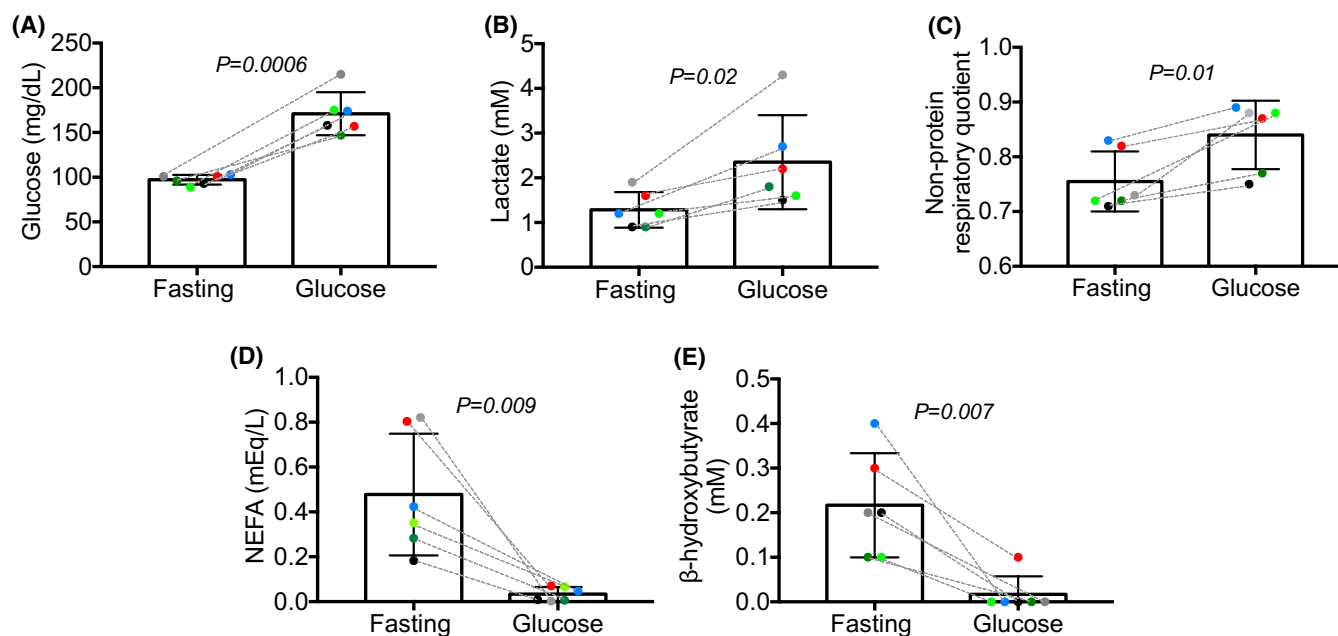 (A)
Glucose (mg/dL)
250
200
150
100
50
0
P=0.0006
Fasting
Glucose
(B)
Lactate (mM)
5
4
3
2
1
0
P=0.02
Fasting
Glucose
(C)
Non-protein
respiratory quotient
1.0
0.9
0.8
0.7
0.6
P=0.01
Fasting
Glucose
(D)
NEFA (mEq/L)
1.0
0.8
0.6
0.4
0.2
0.0
P=0.009
Fasting
Glucose
(E)
β-hydroxybutyrate
(mM)
0.5
0.4
0.3
0.2
0.1
0.0
P=0.007
Fasting
Glucose